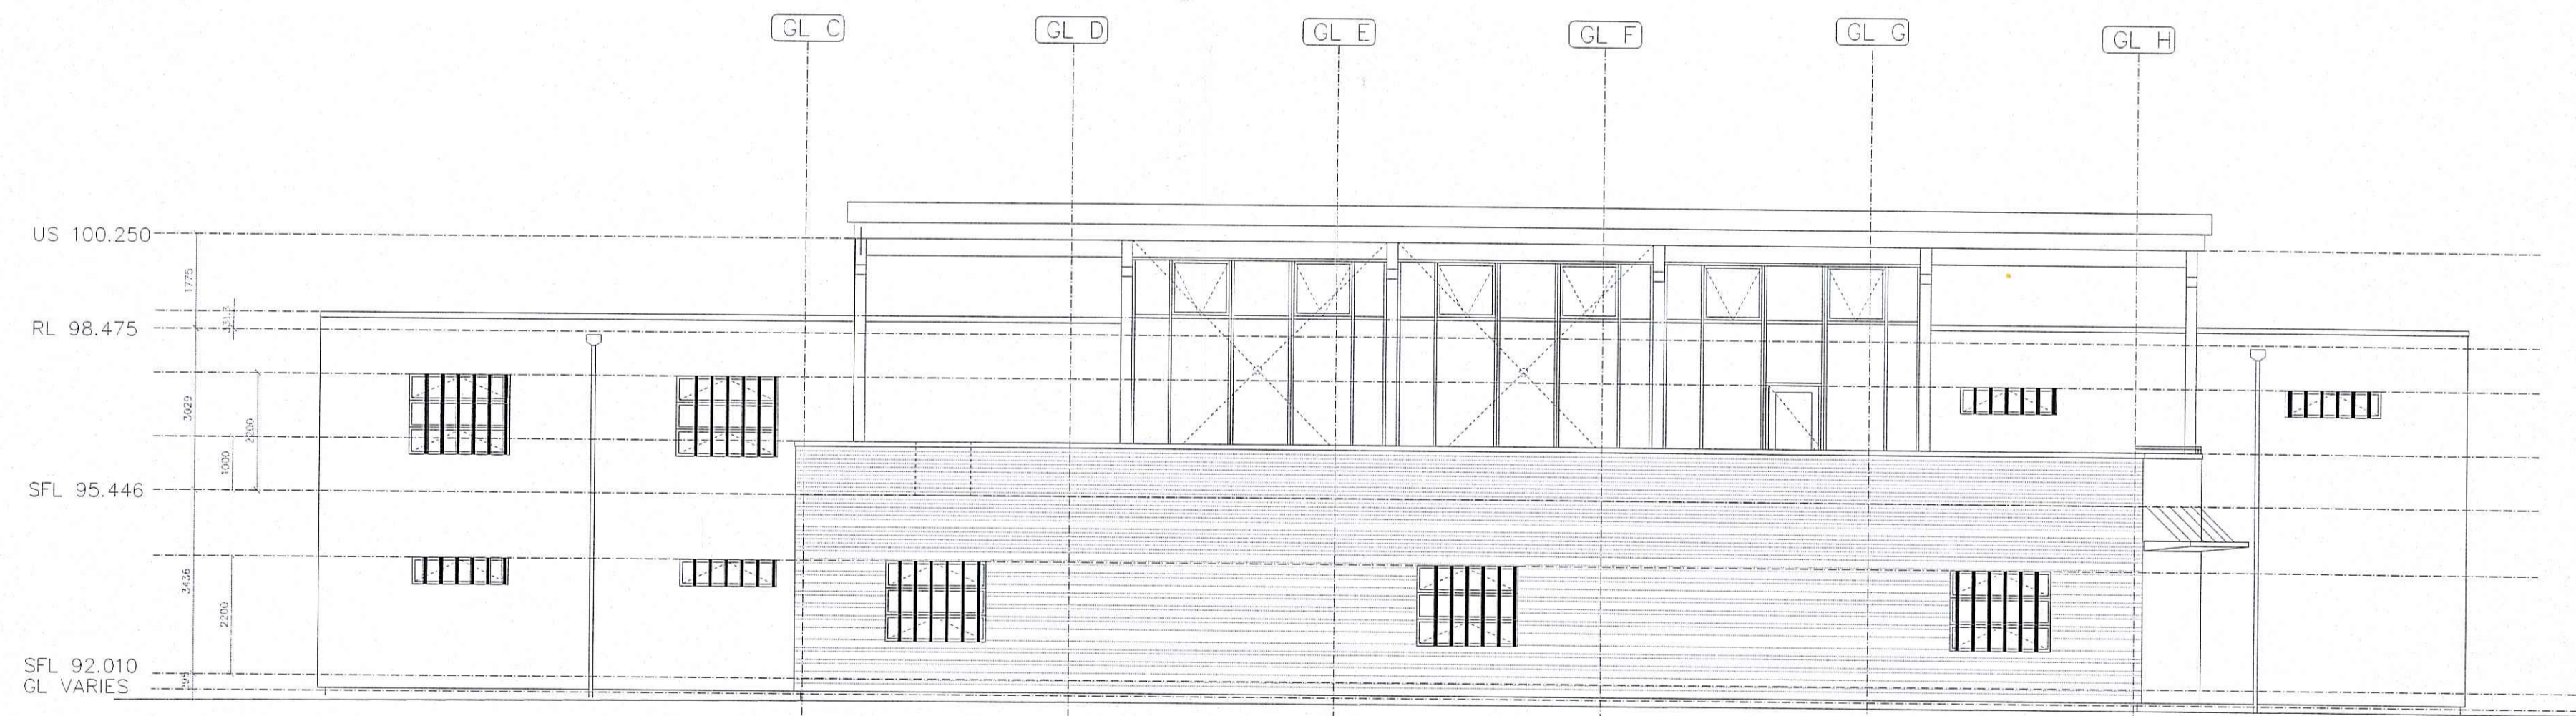 GL C
GL D
GL E
GL F
GL G
GL H
US 100.250
1775
RL 98.475
3029
2200
1000
SFL 95.446
3436
2200
SFL 92.010
GL VARIES